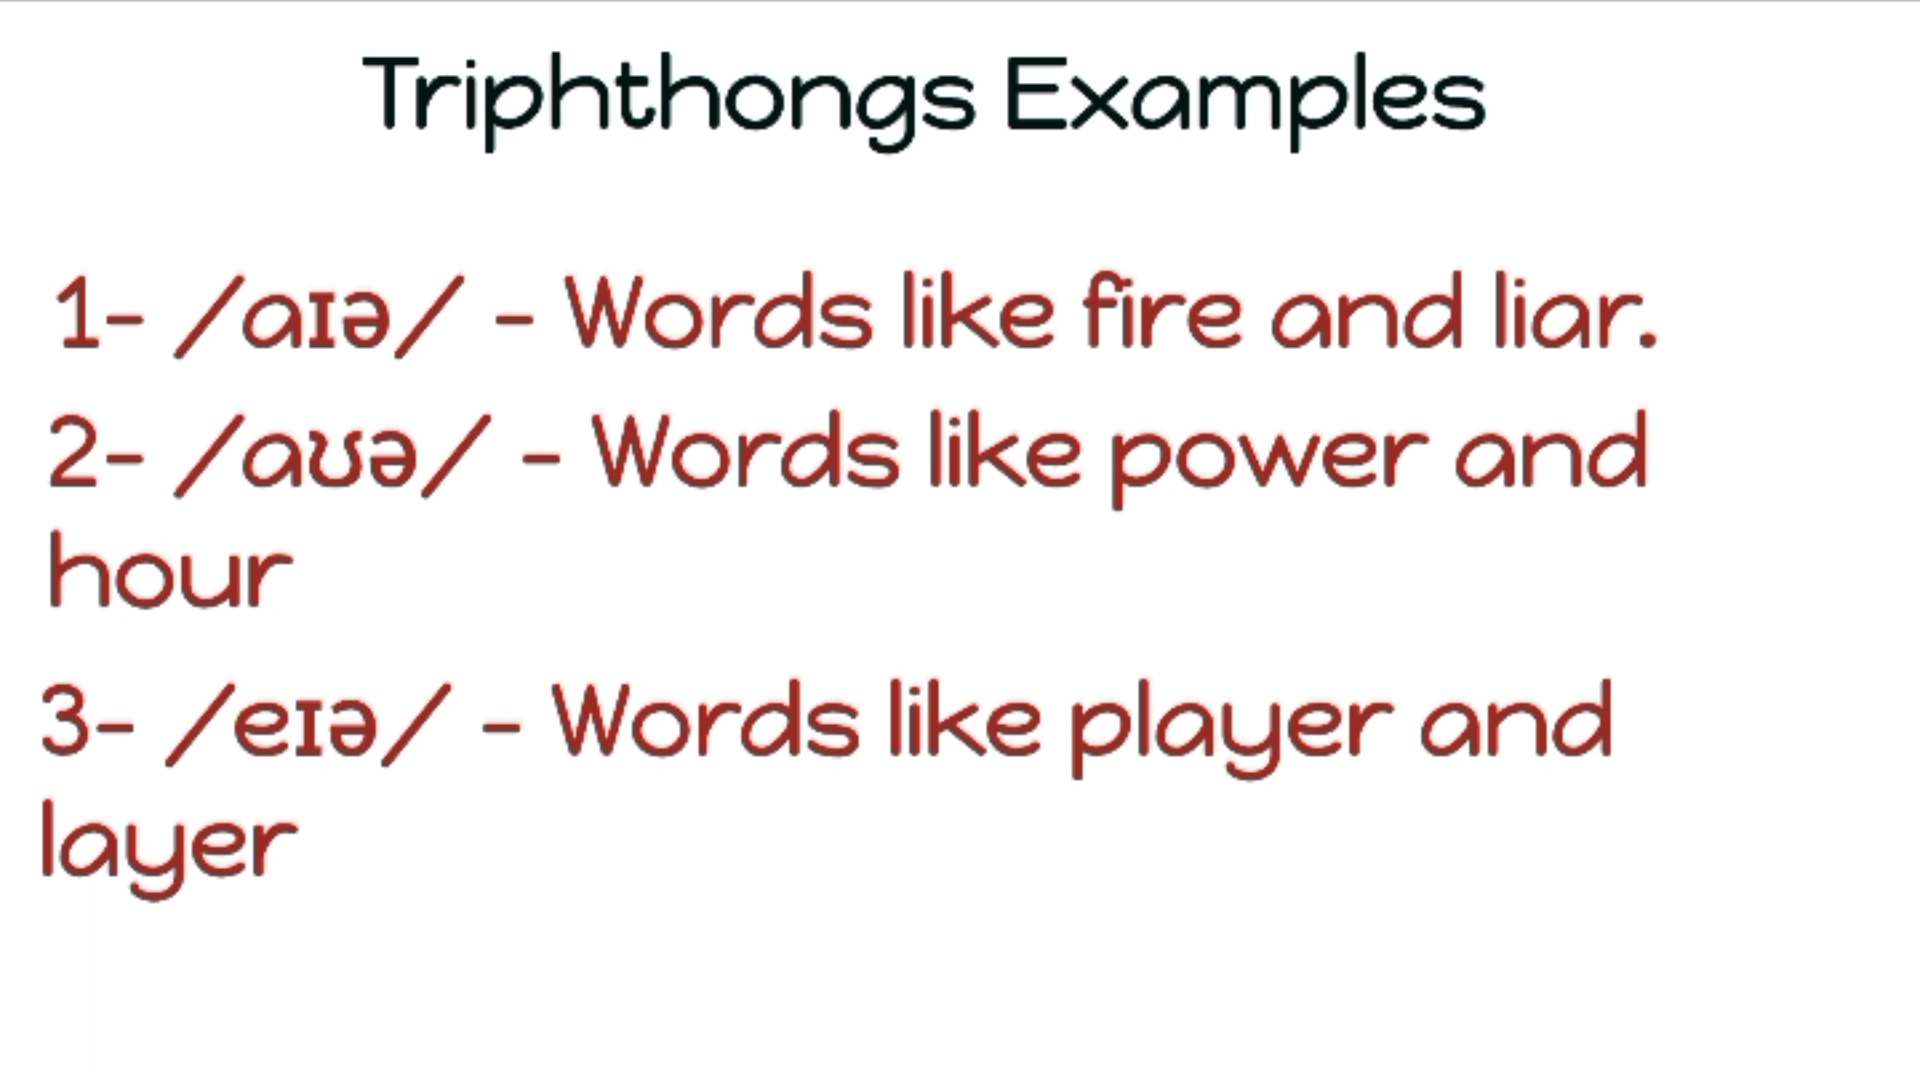 Triphthongs Examples
1- /aɪə/ - Words like fire and liar.
2- /aʊə/ - Words like power and
hour
3- /eɪə/ - Words like player and
layer